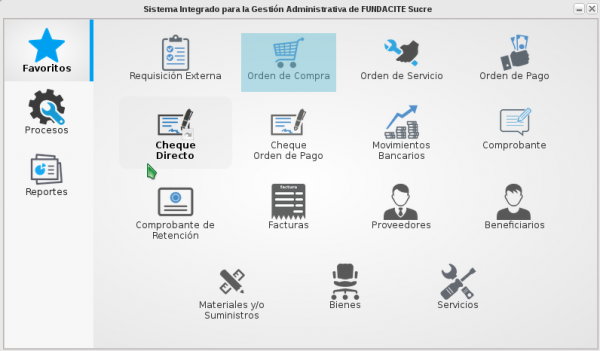 Sistema Integrado para la Gestión Administrativa de FUNDACITE Sucre
Favoritos
Procesos
Reportes
Requisición Externa
Orden de Compra
Orden de Servicio
Orden de Pago
Cheque
Directo
Cheque
Orden de Pago
Movimientos
Bancarios
Comprobante
Comprobante de
Retención
factura
Facturas
Proveedores
Beneficiarios
Materiales y/o
Suministros
Bienes
Servicios